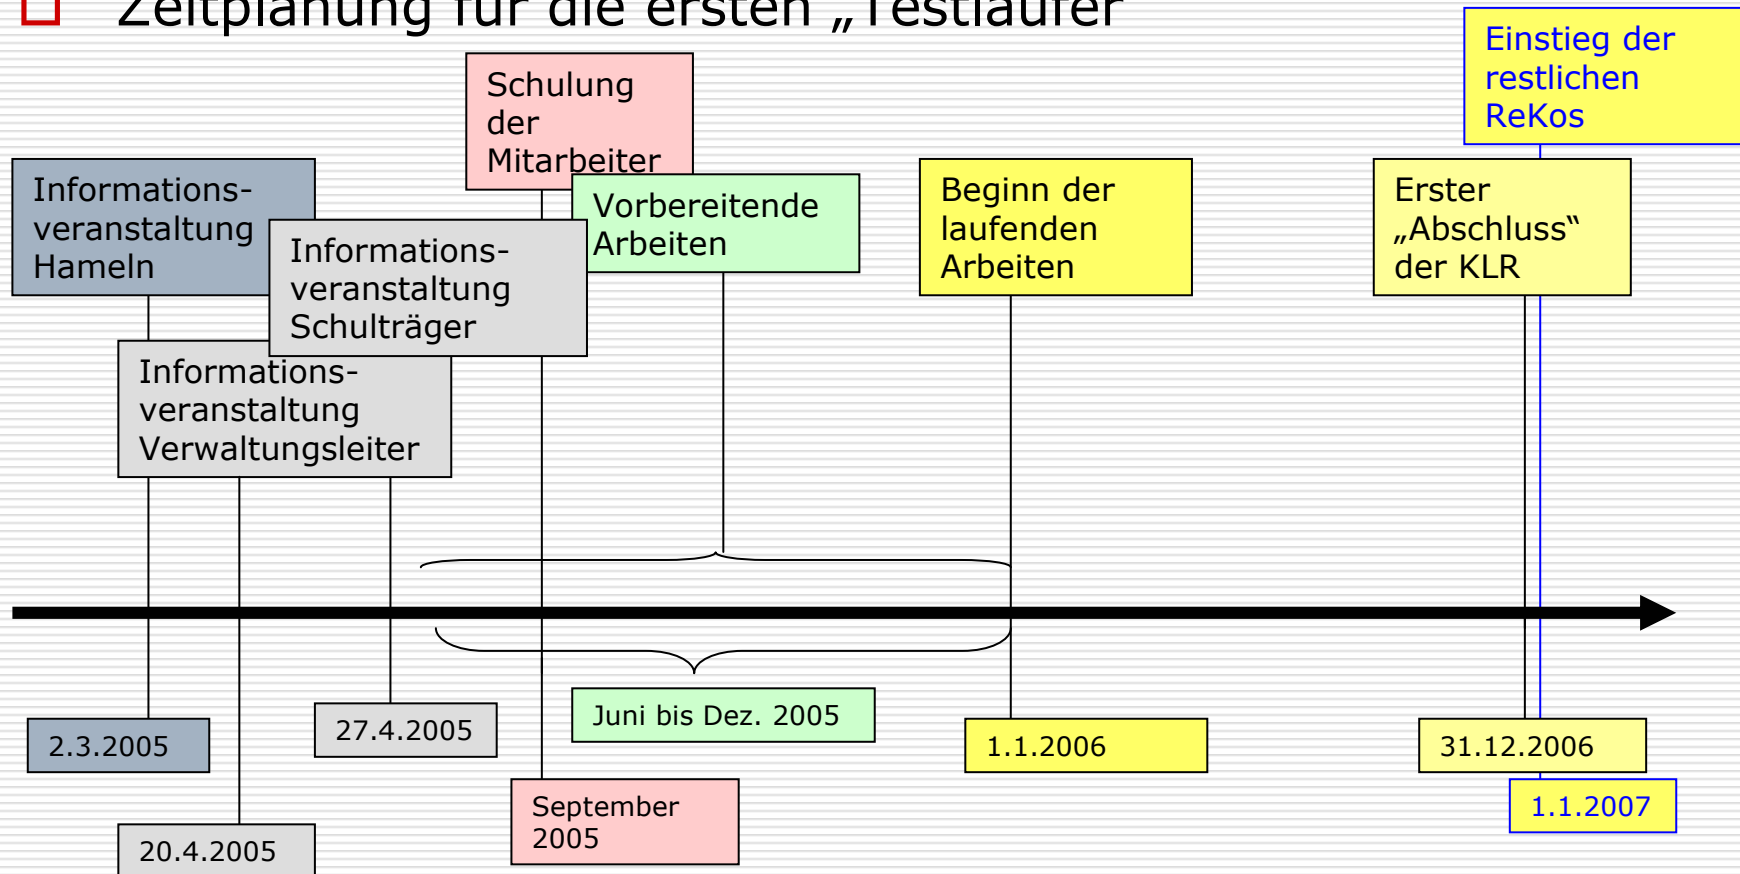 Zeitplanung für die ersten „Testläufer
Einstieg der
restlichen
ReKos
Schulung
der
Mitarbeiter
Informations-
veranstaltung
Hameln
Vorbereitende
Arbeiten
Beginn der
laufenden
Arbeiten
Erster
„Abschluss“
der KLR
Informations-
veranstaltung
Schulträger
Informations-
veranstaltung
Verwaltungsleiter
2.3.2005
27.4.2005
Juni bis Dez. 2005
1.1.2006
31.12.2006
September
2005
1.1.2007
20.4.2005